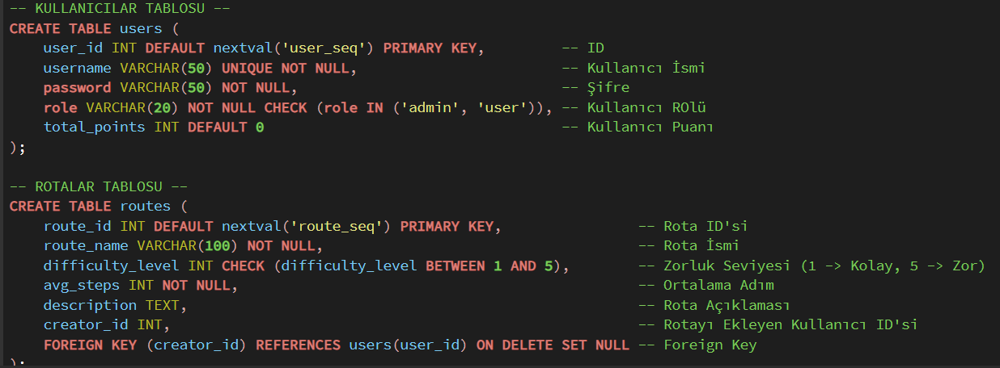 -- KULLANICILAR TABLOSU --
CREATE TABLE users (
    user_id INT DEFAULT nextval('user_seq') PRIMARY KEY,         -- ID
    username VARCHAR(50) UNIQUE NOT NULL,                        -- Kullanıcı İsmi
    password VARCHAR(50) NOT NULL,                               -- Şifre
    role VARCHAR(20) NOT NULL CHECK (role IN ('admin', 'user')), -- Kullanıcı ROlü
    total_points INT DEFAULT 0                                   -- Kullanıcı Puanı
);

-- ROTALAR TABLOSU --
CREATE TABLE routes (
    route_id INT DEFAULT nextval('route_seq') PRIMARY KEY,                -- Rota ID'si
    route_name VARCHAR(100) NOT NULL,                                     -- Rota İsmi
    difficulty_level INT CHECK (difficulty_level BETWEEN 1 AND 5),        -- Zorluk Seviyesi (1 -> Kolay, 5 -> Zor)
    avg_steps INT NOT NULL,                                               -- Ortalama Adım
    description TEXT,                                                     -- Rota Açıklaması
    creator_id INT,                                                       -- Rotayı Ekleyen Kullanıcı ID'si
    FOREIGN KEY (creator_id) REFERENCES users(user_id) ON DELETE SET NULL -- Foreign Key
);